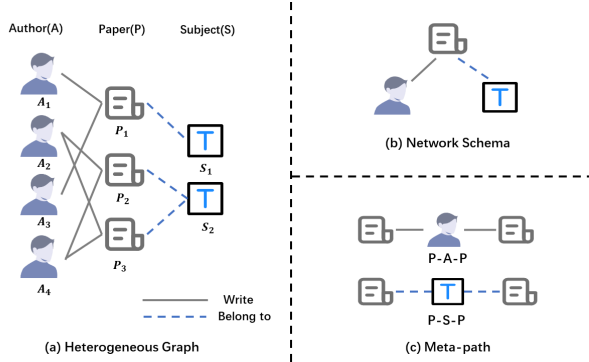 Author(A) Paper(P) Subject(S)
A1
A2
A3
A4
P1
P2
P3
T
S1
T
S2
Write
Belong to
(a) Heterogeneous Graph
T
(b) Network Schema
P-A-P
T
P-S-P
(c) Meta-path